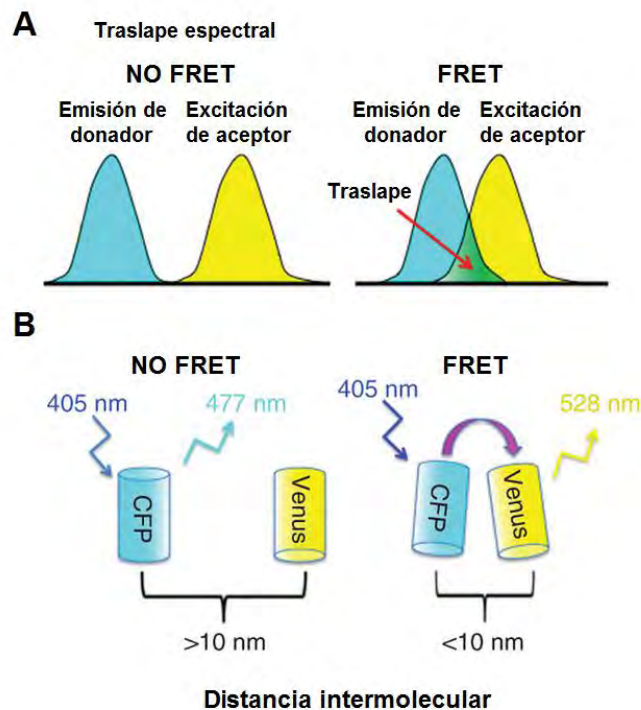 A
Traslape espectral
NO FRET
FRET
Emisión de
donador
Excitación
de aceptor
Emisión de
donador
Excitación
de aceptor
Traslape
B
NO FRET
FRET
405 nm
477 nm
405 nm
528 nm
CFP
Venus
CFP
Venus
>10 nm
<10 nm
Distancia intermolecular